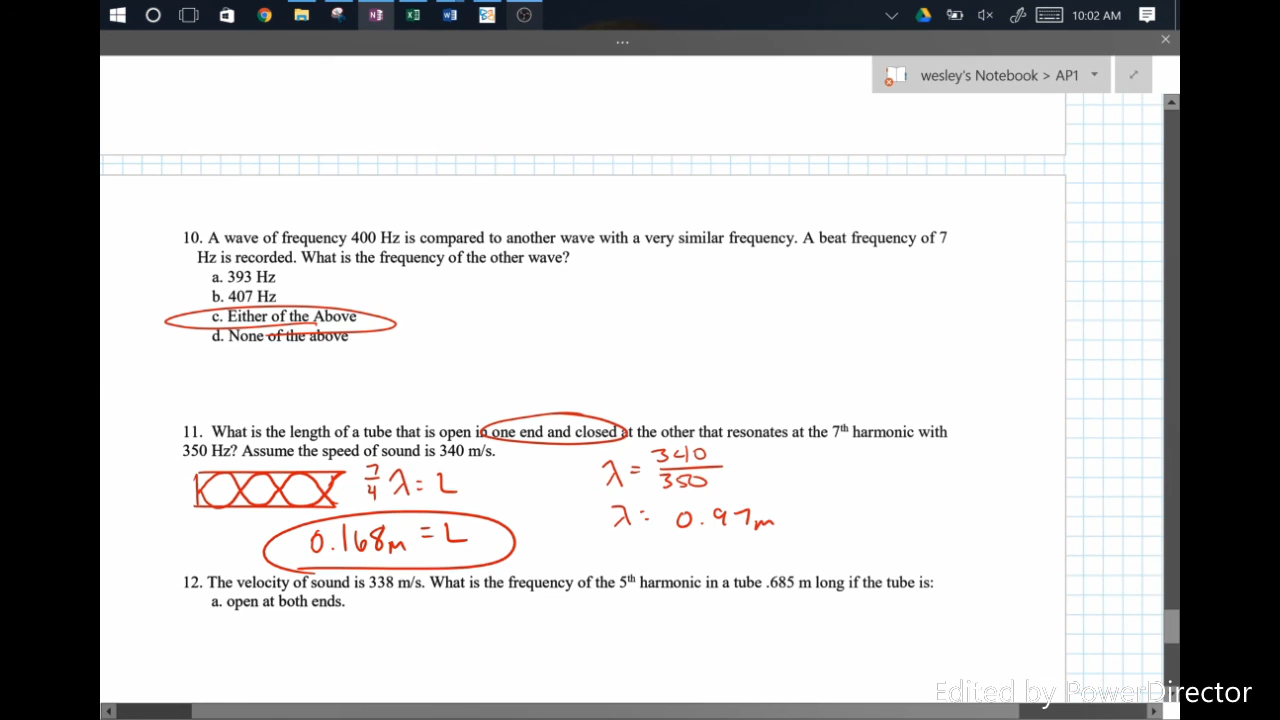 10:02 AM
...
wesley's Notebook > AP1
10. A wave of frequency 400 Hz is compared to another wave with a very similar frequency. A beat frequency of 7
Hz is recorded. What is the frequency of the other wave?
a. 393 Hz
b. 407 Hz
c. Either of the Above
d. None of the above
11. What is the length of a tube that is open in one end and closed at the other that resonates at the 7th harmonic with
350 Hz? Assume the speed of sound is 340 m/s.
7/4 λ = L
λ = 340/350
λ = 0.97m
0.168m = L
12. The velocity of sound is 338 m/s. What is the frequency of the 5th harmonic in a tube .685 m long if the tube is:
a. open at both ends.
Edited by PowerDirector